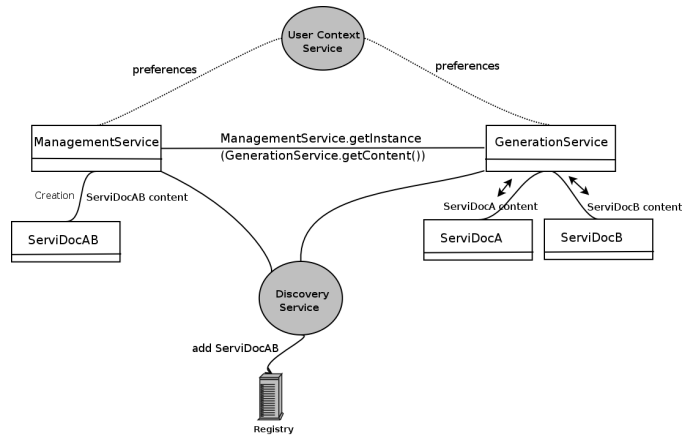 User Context
Service
preferences
preferences
ManagementService
ManagementService.getInstance
(GenerationService.getContent())
GenerationService
Creation
ServiDocAB content
ServiDocA content
ServiDocB content
ServiDocAB
ServiDocA
ServiDocB
Discovery
Service
add ServiDocAB
Registry